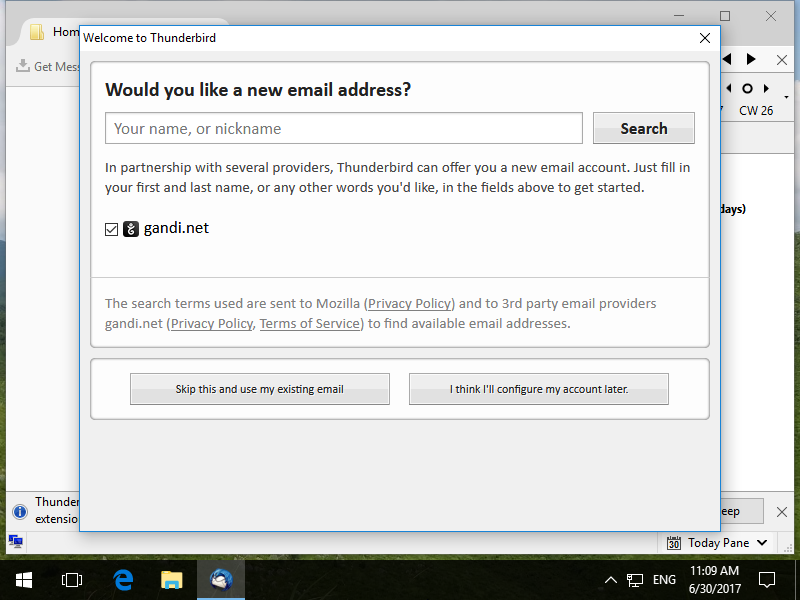 Hom
Welcome to Thunderbird
Get Mess
Would you like a new email address?
Your name, or nickname
Search
In partnership with several providers, Thunderbird can offer you a new email account. Just fill in
your first and last name, or any other words you'd like, in the fields above to get started.
gandi.net
The search terms used are sent to Mozilla (Privacy Policy) and to 3rd party email providers
gandi.net (Privacy Policy, Terms of Service) to find available email addresses.
Skip this and use my existing email
I think I'll configure my account later.
CW 26
days)
Thunder
extensio
eep
30
Today Pane
ENG
11:09 AM
6/30/2017